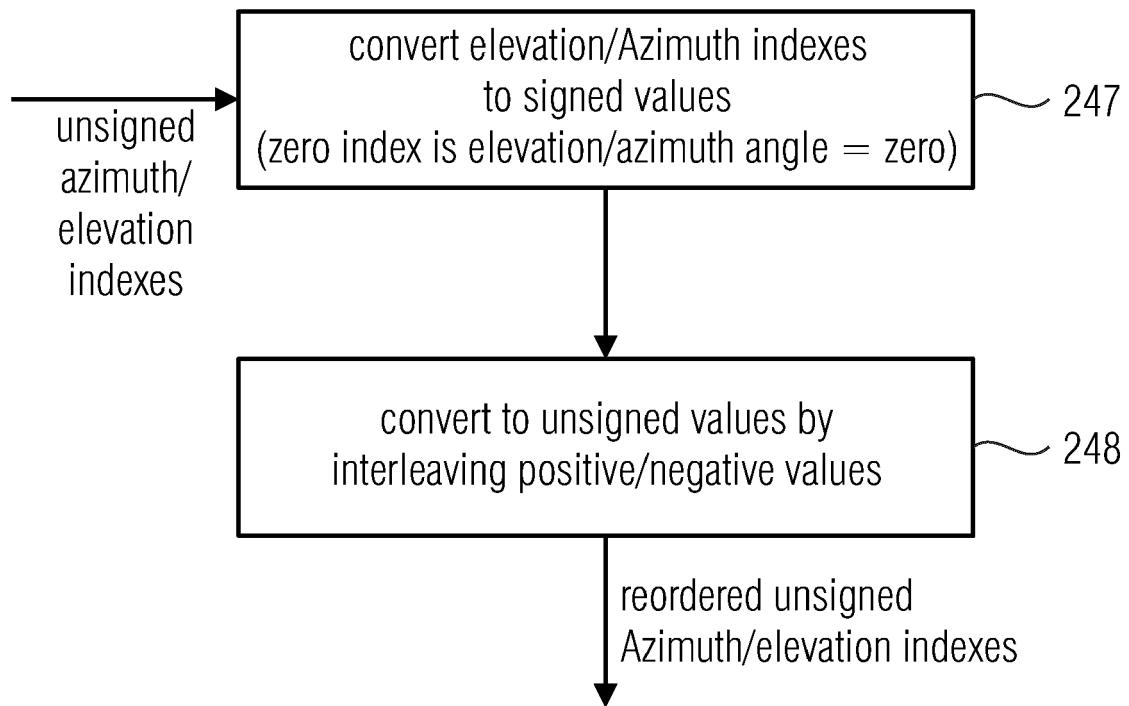 convert elevation/Azimuth indexes
to signed values
(zero index is elevation/azimuth angle = zero)
247
unsigned
azimuth/
elevation
indexes
convert to unsigned values by
interleaving positive/negative values
248
reordered unsigned
Azimuth/elevation indexes